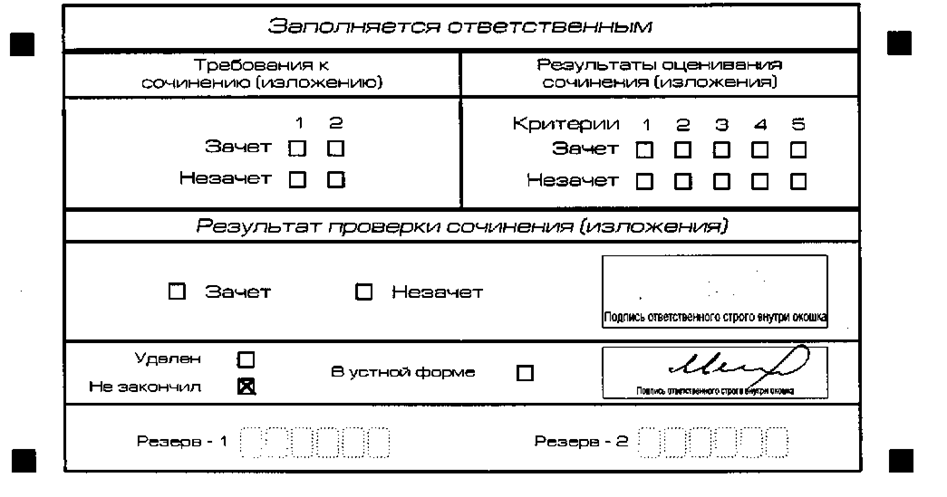 Заполняется ответственным
Требования к
сочинению (изложению)
Результаты оценивания
сочинения (изложения)
1 2
Зачет
Незачет
Критерии 1 2 3 4 5
Зачет
Незачет
Результат проверки сочинения (изложения)
Зачет Незачет
Подпись ответственного строго внутри окошка
Удален
Не закончил
В устной форме
Подпись ответственного строго внутри окошка
Резерв - 1 Резерв - 2